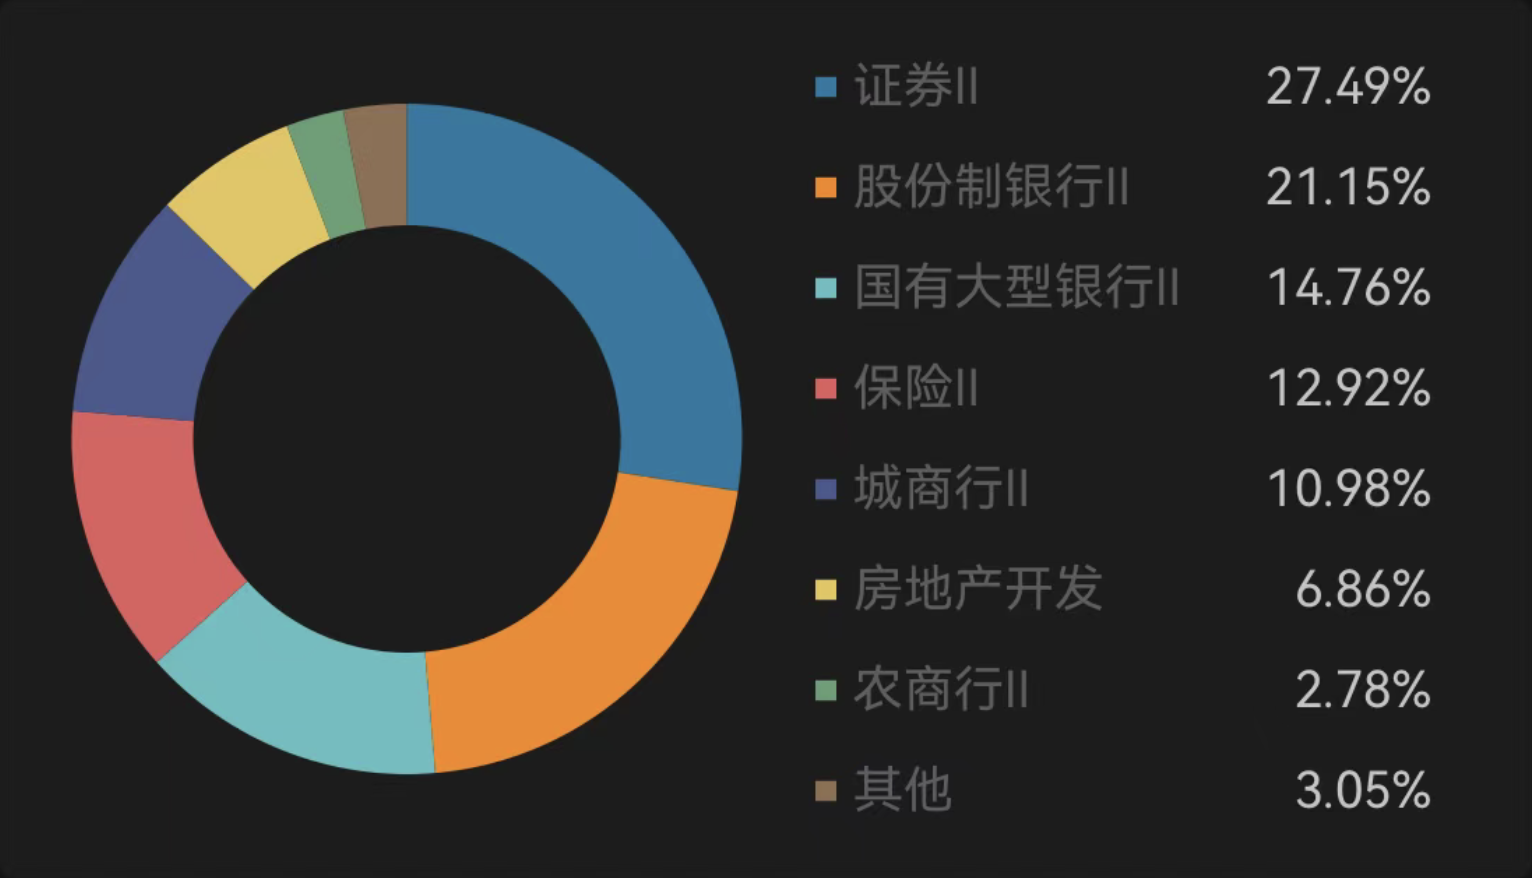 证券II 27.49%
股份制银行II 21.15%
国有大型银行II 14.76%
保险II 12.92%
城商行II 10.98%
房地产开发 6.86%
农商行II 2.78%
其他 3.05%